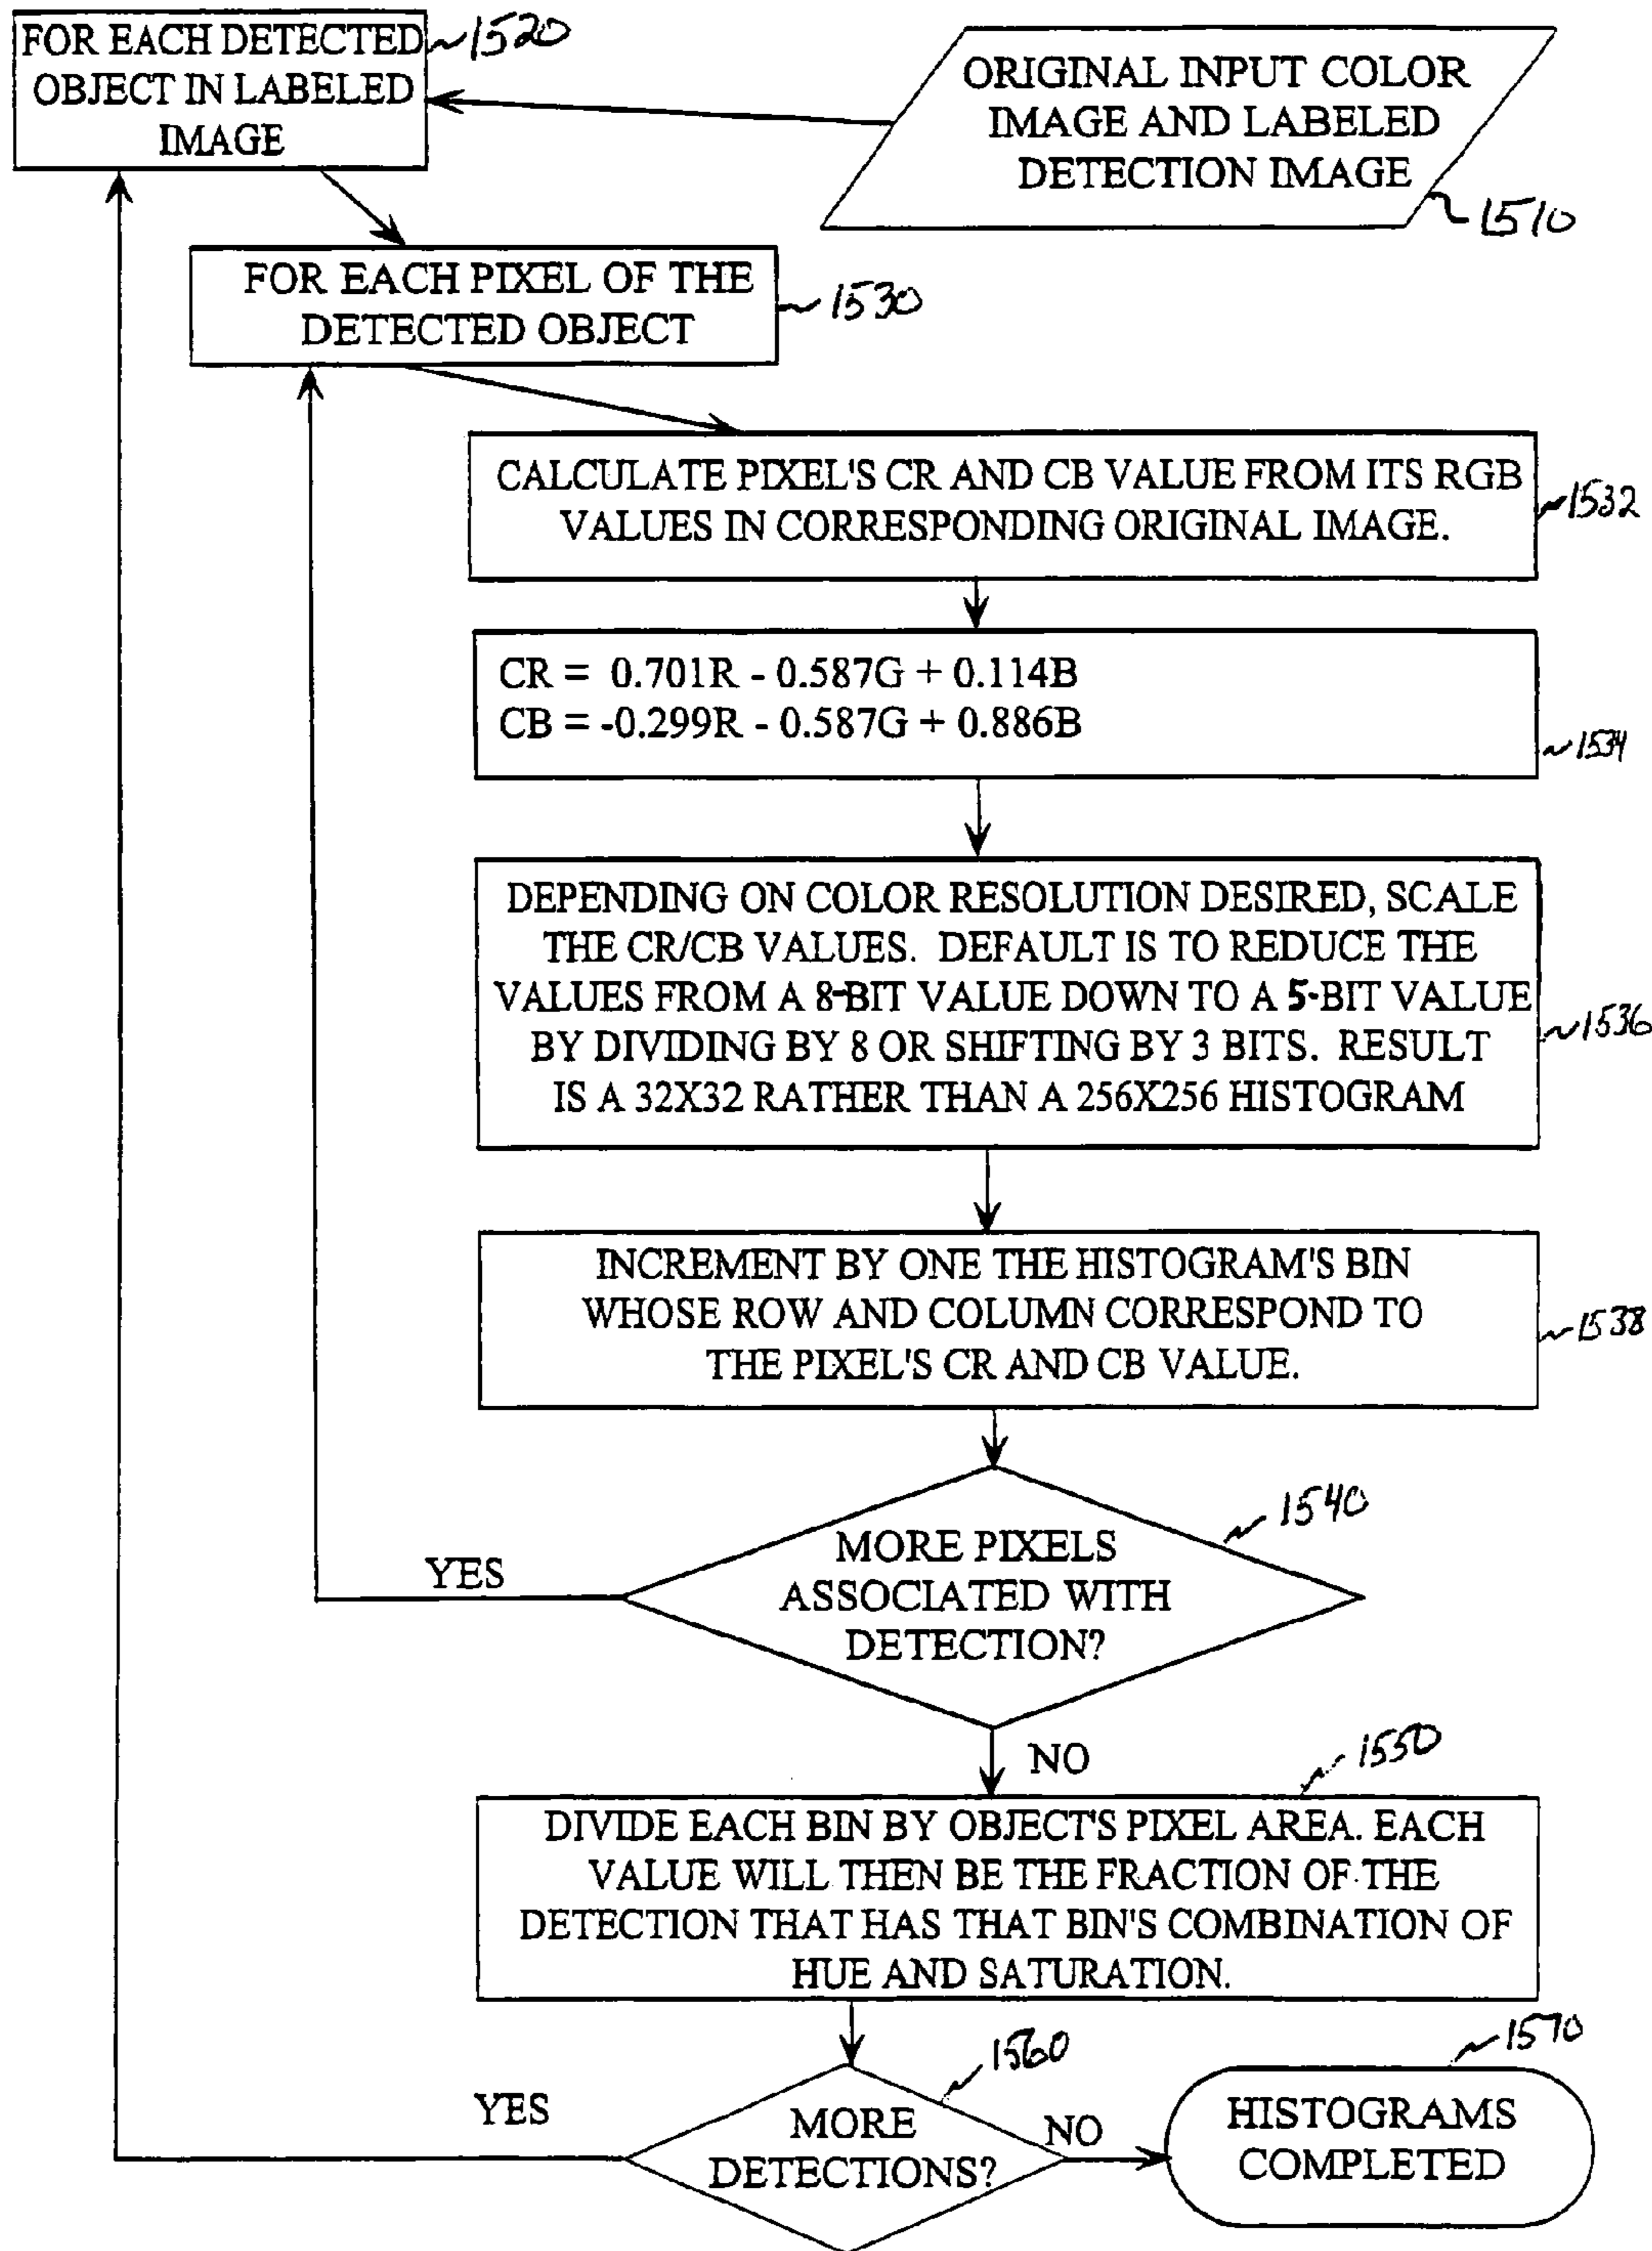 FOR EACH DETECTED
OBJECT IN LABELED
IMAGE
1520
ORIGINAL INPUT COLOR
IMAGE AND LABELED
DETECTION IMAGE
1510
FOR EACH PIXEL OF THE
DETECTED OBJECT
1530
CALCULATE PIXEL'S CR AND CB VALUE FROM ITS RGB
VALUES IN CORRESPONDING ORIGINAL IMAGE.
1532
CR = 0.701R - 0.587G + 0.114B
CB = -0.299R - 0.587G + 0.886B
1534
DEPENDING ON COLOR RESOLUTION DESIRED, SCALE
THE CR/CB VALUES. DEFAULT IS TO REDUCE THE
VALUES FROM A 8-BIT VALUE DOWN TO A 5-BIT VALUE
BY DIVIDING BY 8 OR SHIFTING BY 3 BITS. RESULT
IS A 32X32 RATHER THAN A 256X256 HISTOGRAM
1536
INCREMENT BY ONE THE HISTOGRAM'S BIN
WHOSE ROW AND COLUMN CORRESPOND TO
THE PIXEL'S CR AND CB VALUE.
1538
MORE PIXELS
ASSOCIATED WITH
DETECTION?
1540
YES
NO
1550
DIVIDE EACH BIN BY OBJECT'S PIXEL AREA. EACH
VALUE WILL THEN BE THE FRACTION OF THE
DETECTION THAT HAS THAT BIN'S COMBINATION OF
HUE AND SATURATION.
1560
YES
MORE
DETECTIONS?
NO
1570
HISTOGRAMS
COMPLETED